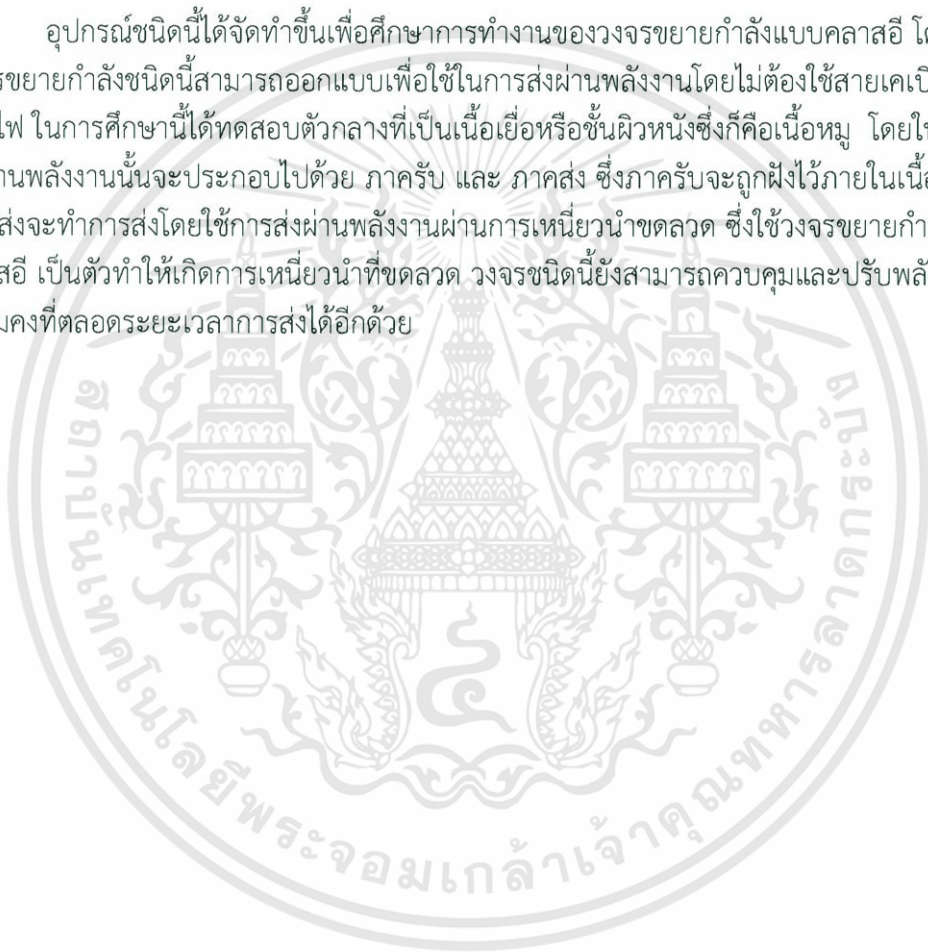 อุปกรณ์ชนิดนี้ได้จัดทำขึ้นเพื่อศึกษาการทำงานของวงจรขยายกำลังแบบคลาสอี
รขยายกำลังชนิดนี้สามารถออกแบบเพื่อใช้ในการส่งผ่านพลังงานโดยไม่ต้องใช้สายเคเบิ
ไฟ ในการศึกษานี้ได้ทดสอบตัวกลางที่เป็นเนื้อเยื่อหรือชั้นผิวหนังซึ่งก็คือเนื้อหมู โดยใ
านพลังงานนั้นจะประกอบไปด้วย ภาครับ และ ภาคส่ง ซึ่งภาครับจะถูกฝังไว้ภายในเนื้อ
ส่งจะทำการส่งโดยใช้การส่งผ่านพลังงานผ่านการเหนี่ยวนำขดลวด ซึ่งใช้วงจรขยายกำ
สอี เป็นตัวทำให้เกิดการเหนี่ยวนำที่ขดลวด วงจรชนิดนี้ยังสามารถควบคุมและปรับพลั
มคงที่ตลอดระยะเวลาการส่งได้อีกด้วย
สถาบันเทคโนโลยีพระจอมเกล้าเจ้าคุณทหารลาดกระบัง